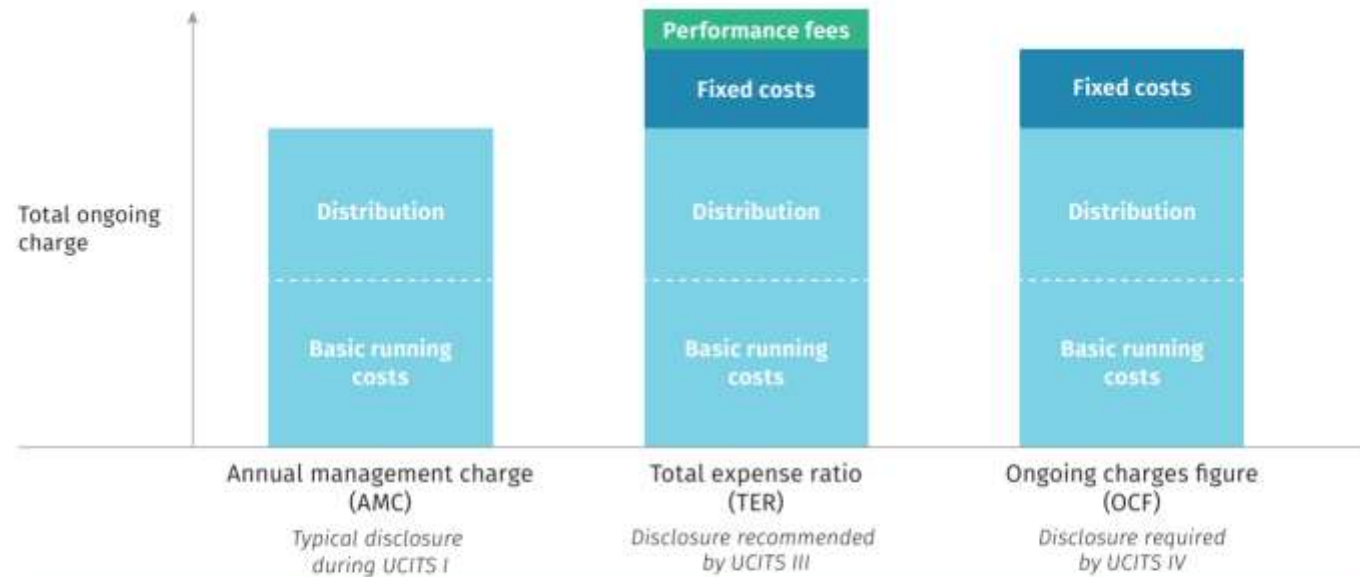 Total ongoing
charge
Distribution
Basic running
costs
Performance fees
Fixed costs
Distribution
Basic running
costs
Fixed costs
Distribution
Basic running
costs
Annual management charge
(AMC)
Typical disclosure
during UCITS I
Total expense ratio
(TER)
Disclosure recommended
by UCITS III
Ongoing charges figure
(OCF)
Disclosure required
by UCITS IV